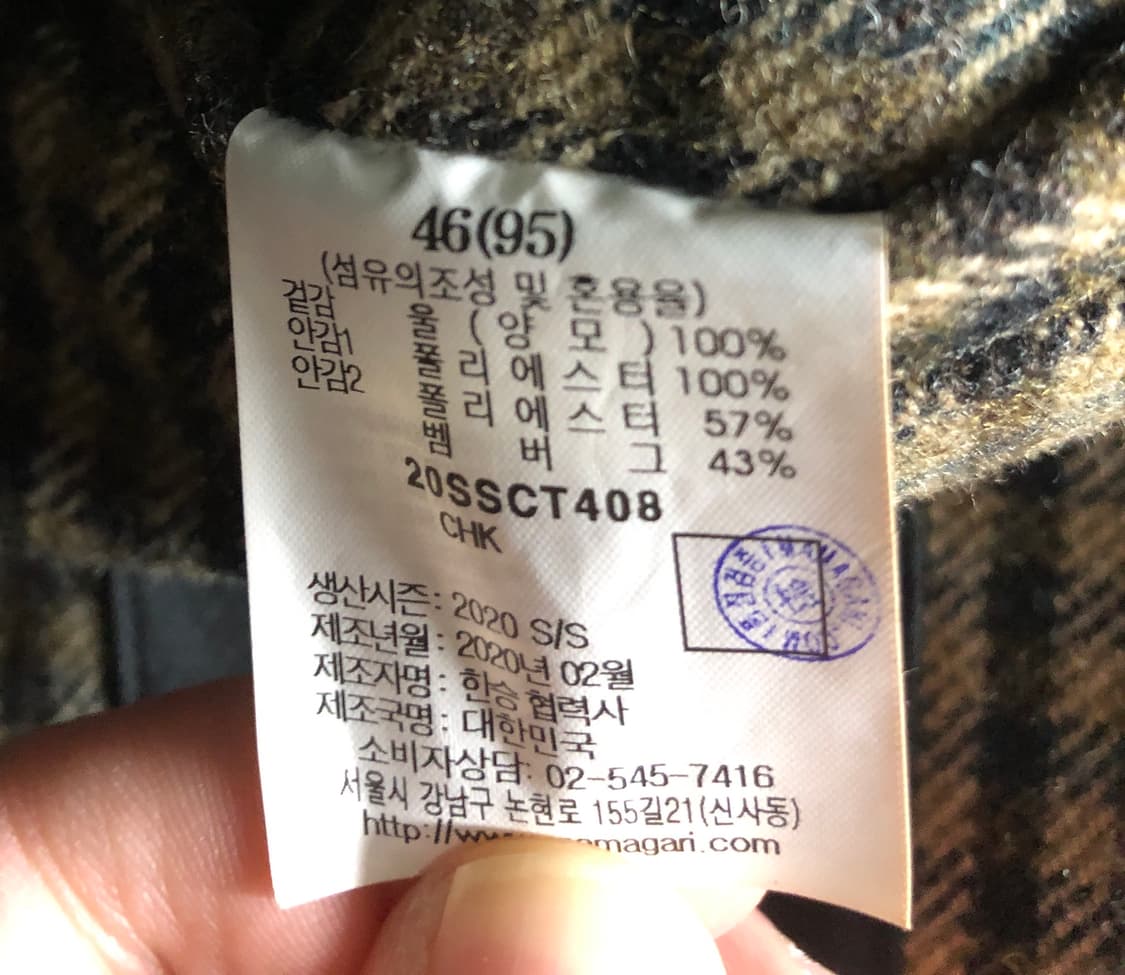 46(95)
(섬유의조성 및 혼용율)
겉감 울 (양 모) 100%
안감1 폴 리 에 스 터 100%
안감2 폴 리 에 스 터 57%
벰 버 그 43%
20SSCT408
CHK
생산시즌: 2020 S/S
제조년월: 2020년 02월
제조자명: 한승 협력사
제조국명: 대한민국
소비자상담: 02-545-7416
서울시 강남구 논현로 155길21(신사동)